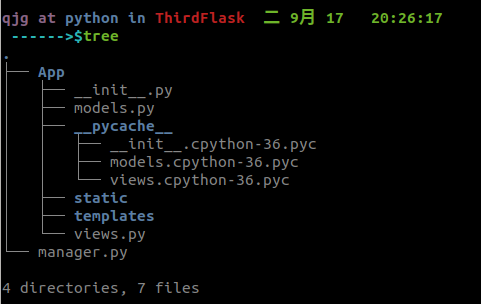 qjg at python in ThirdFlask  二 9月 17   20:26:17
 ------>$tree
.
├── App
│   ├── __init__.py
│   ├── models.py
│   ├── __pycache__
│   │   ├── __init__.cpython-36.pyc
│   │   ├── models.cpython-36.pyc
│   │   └── views.cpython-36.pyc
│   ├── static
│   ├── templates
│   └── views.py
└── manager.py
4 directories, 7 files